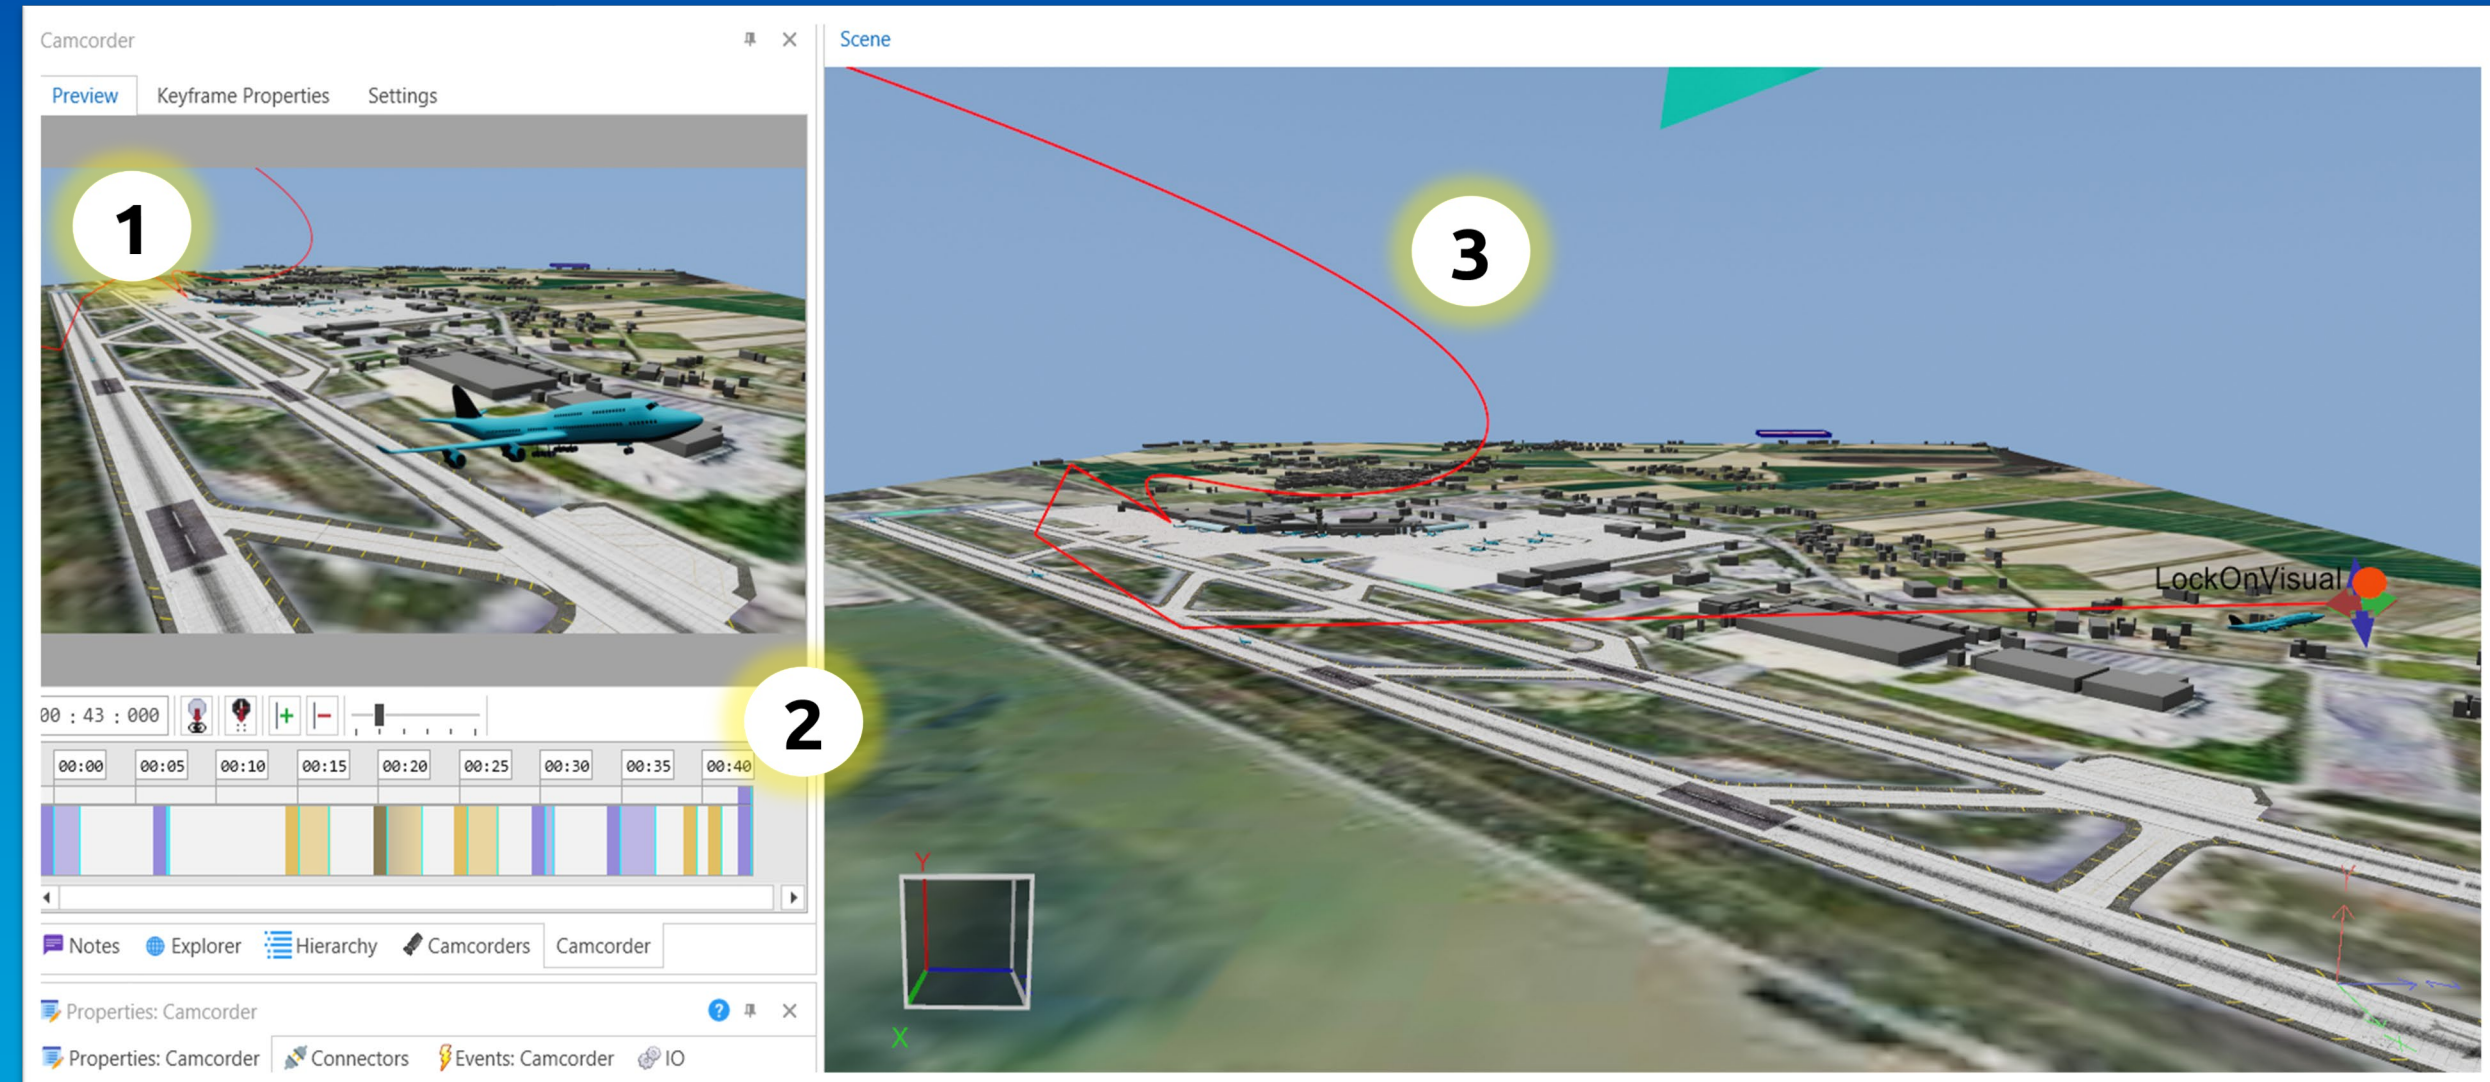 Camcorder
Scene
Preview Keyframe Properties Settings
1
3
2
00 : 43 : 000
00:00 00:05 00:10 00:15 00:20 00:25 00:30 00:35 00:40
LockOnVisual
Notes Explorer Hierarchy Camcorders Camcorder
Properties: Camcorder
Properties: Camcorder Connectors Events: Camcorder IO
Y
X
Y
Z
X